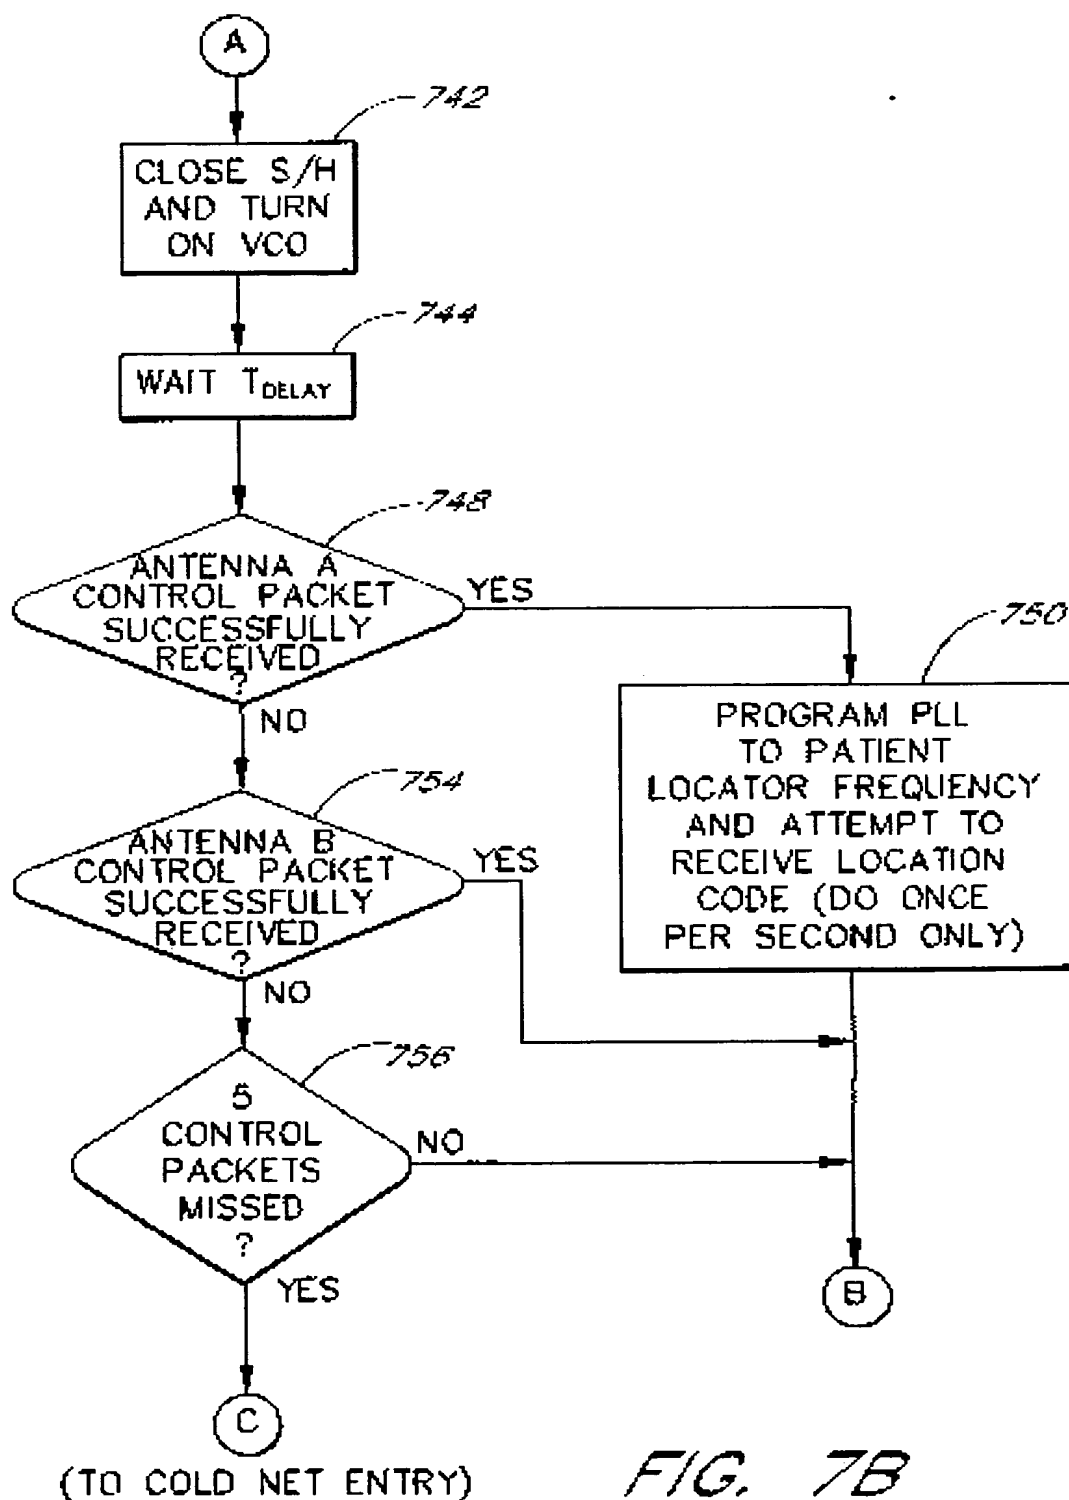 A
742
CLOSE S/H
AND TURN
ON VCO
744
WAIT TDELAY
748
ANTENNA A
CONTROL PACKET
SUCCESSFULLY
RECEIVED
?
YES
NO
750
PROGRAM PLL
TO PATIENT
LOCATOR FREQUENCY
AND ATTEMPT TO
RECEIVE LOCATION
CODE (DO ONCE
PER SECOND ONLY)
754
ANTENNA B
CONTROL PACKET
SUCCESSFULLY
RECEIVED
?
YES
NO
756
5
CONTROL
PACKETS
MISSED
?
NO
YES
B
C
(TO COLD NET ENTRY)
FIG. 7B